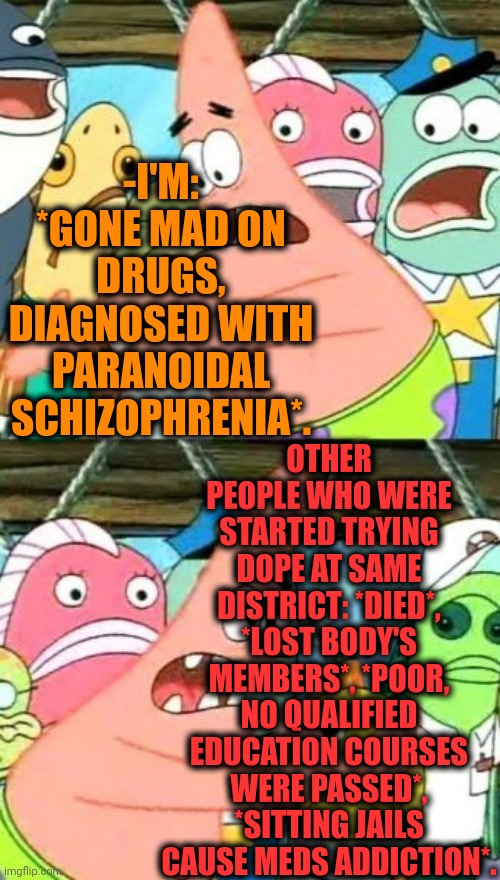 -I'M:
*GONE MAD ON
DRUGS,
DIAGNOSED WITH
PARANOIDAL
SCHIZOPHRENIA*.
OTHER
PEOPLE WHO WERE
STARTED TRYING
DOPE AT SAME
DISTRICT: *DIED*,
*LOST BODY'S
MEMBERS*, *POOR,
NO QUALIFIED
EDUCATION COURSES
WERE PASSED*,
*SITTING JAILS
CAUSE MEDS ADDICTION*.
imgflip.com